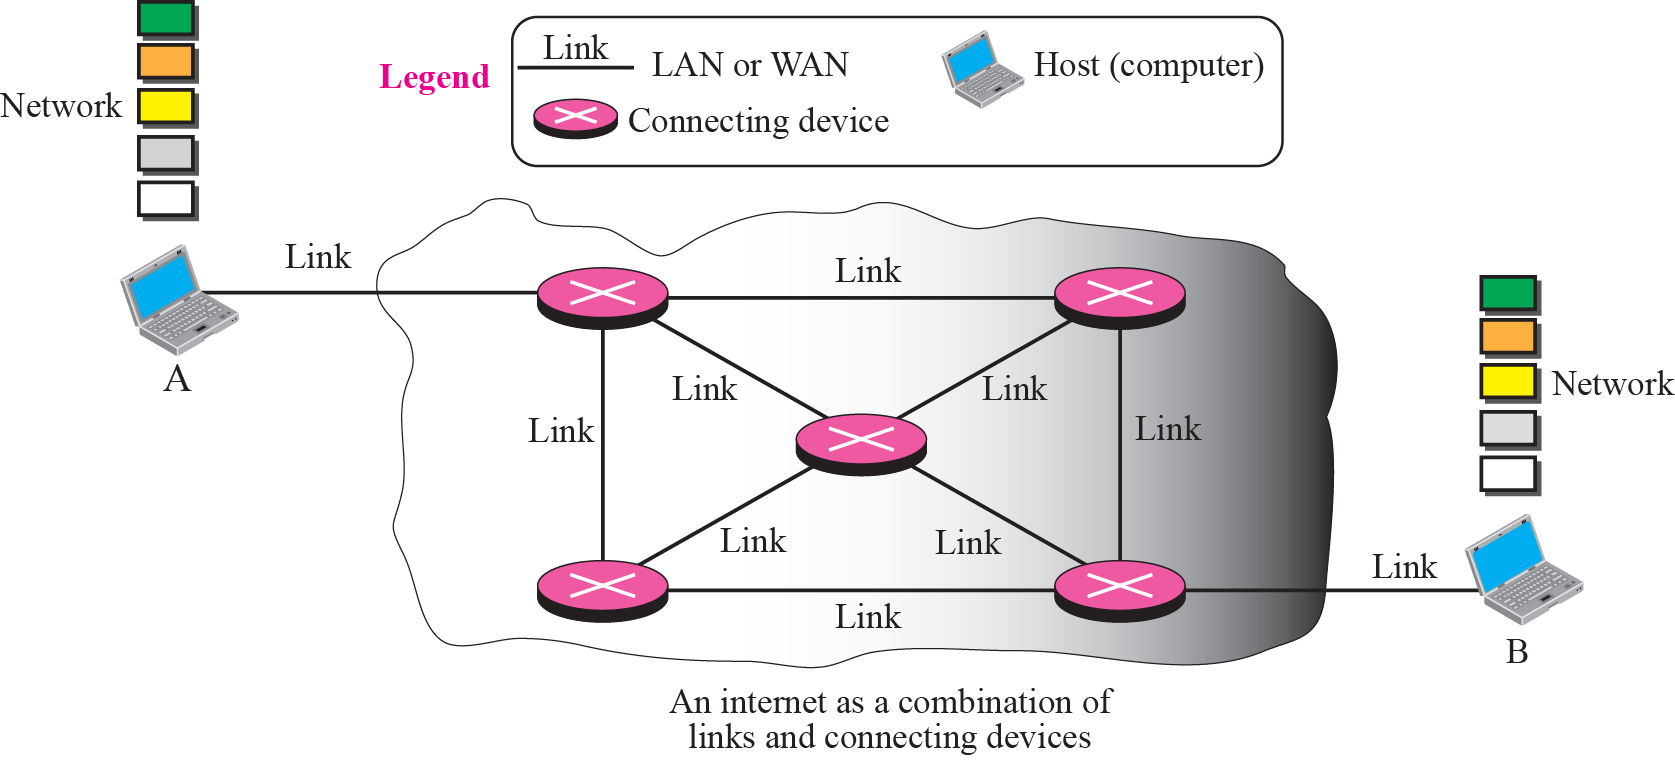 Legend
Link
LAN or WAN
Host (computer)
Connecting device
Network
Link
A
Link
Link
Link
Link
Link
Link
Link
Link
Network
Link
B
An internet as a combination of
links and connecting devices